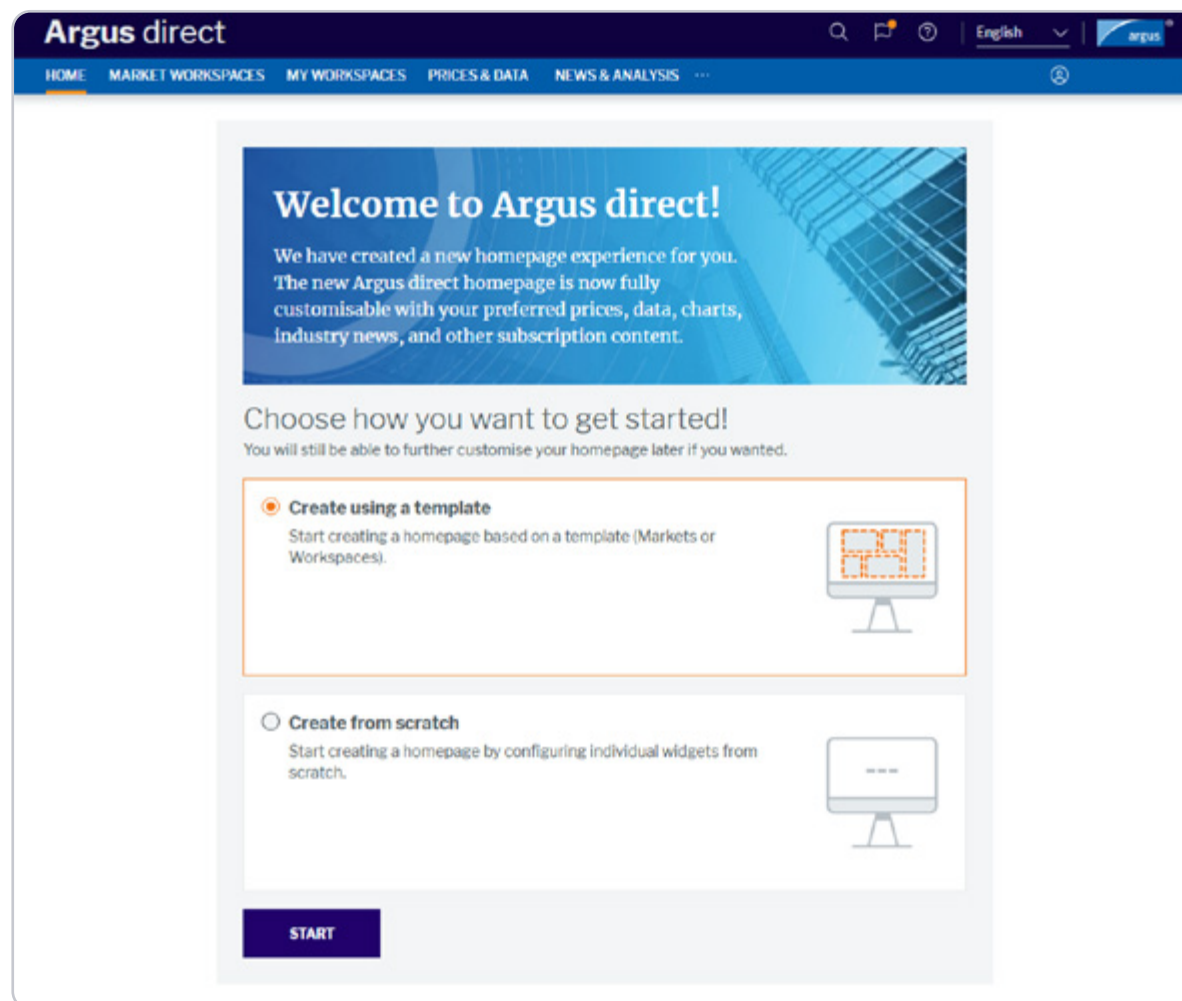 Argus direct
English
argus
HOME MARKET WORKSPACES MY WORKSPACES PRICES & DATA NEWS & ANALYSIS ...
Welcome to Argus direct!
We have created a new homepage experience for you.
The new Argus direct homepage is now fully
customisable with your preferred prices, data, charts,
industry news, and other subscription content.
Choose how you want to get started!
You will still be able to further customise your homepage later if you wanted.
Create using a template
Start creating a homepage based on a template (Markets or
Workspaces).
Create from scratch
Start creating a homepage by configuring individual widgets from
scratch.
START